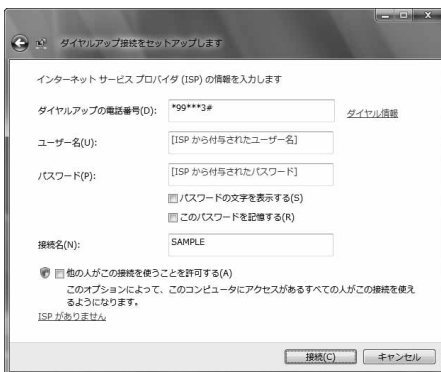 ダイヤルアップ接続をセットアップします
インターネット サービス プロバイダ (ISP) の情報を入力します
ダイヤルアップの電話番号(D):
*99***3#
ダイヤル情報
ユーザー名(U):
[ISP から付与されたユーザー名]
パスワード(P):
[ISP から付与されたパスワード]
パスワードの文字を表示する(S)
このパスワードを記憶する(R)
接続名(N):
SAMPLE
他の人がこの接続を使うことを許可する(A)
このオプションによって、このコンピュータにアクセスがあるすべての人がこの接続を使え
るようになります。
ISP がありません
接続(C)
キャンセル